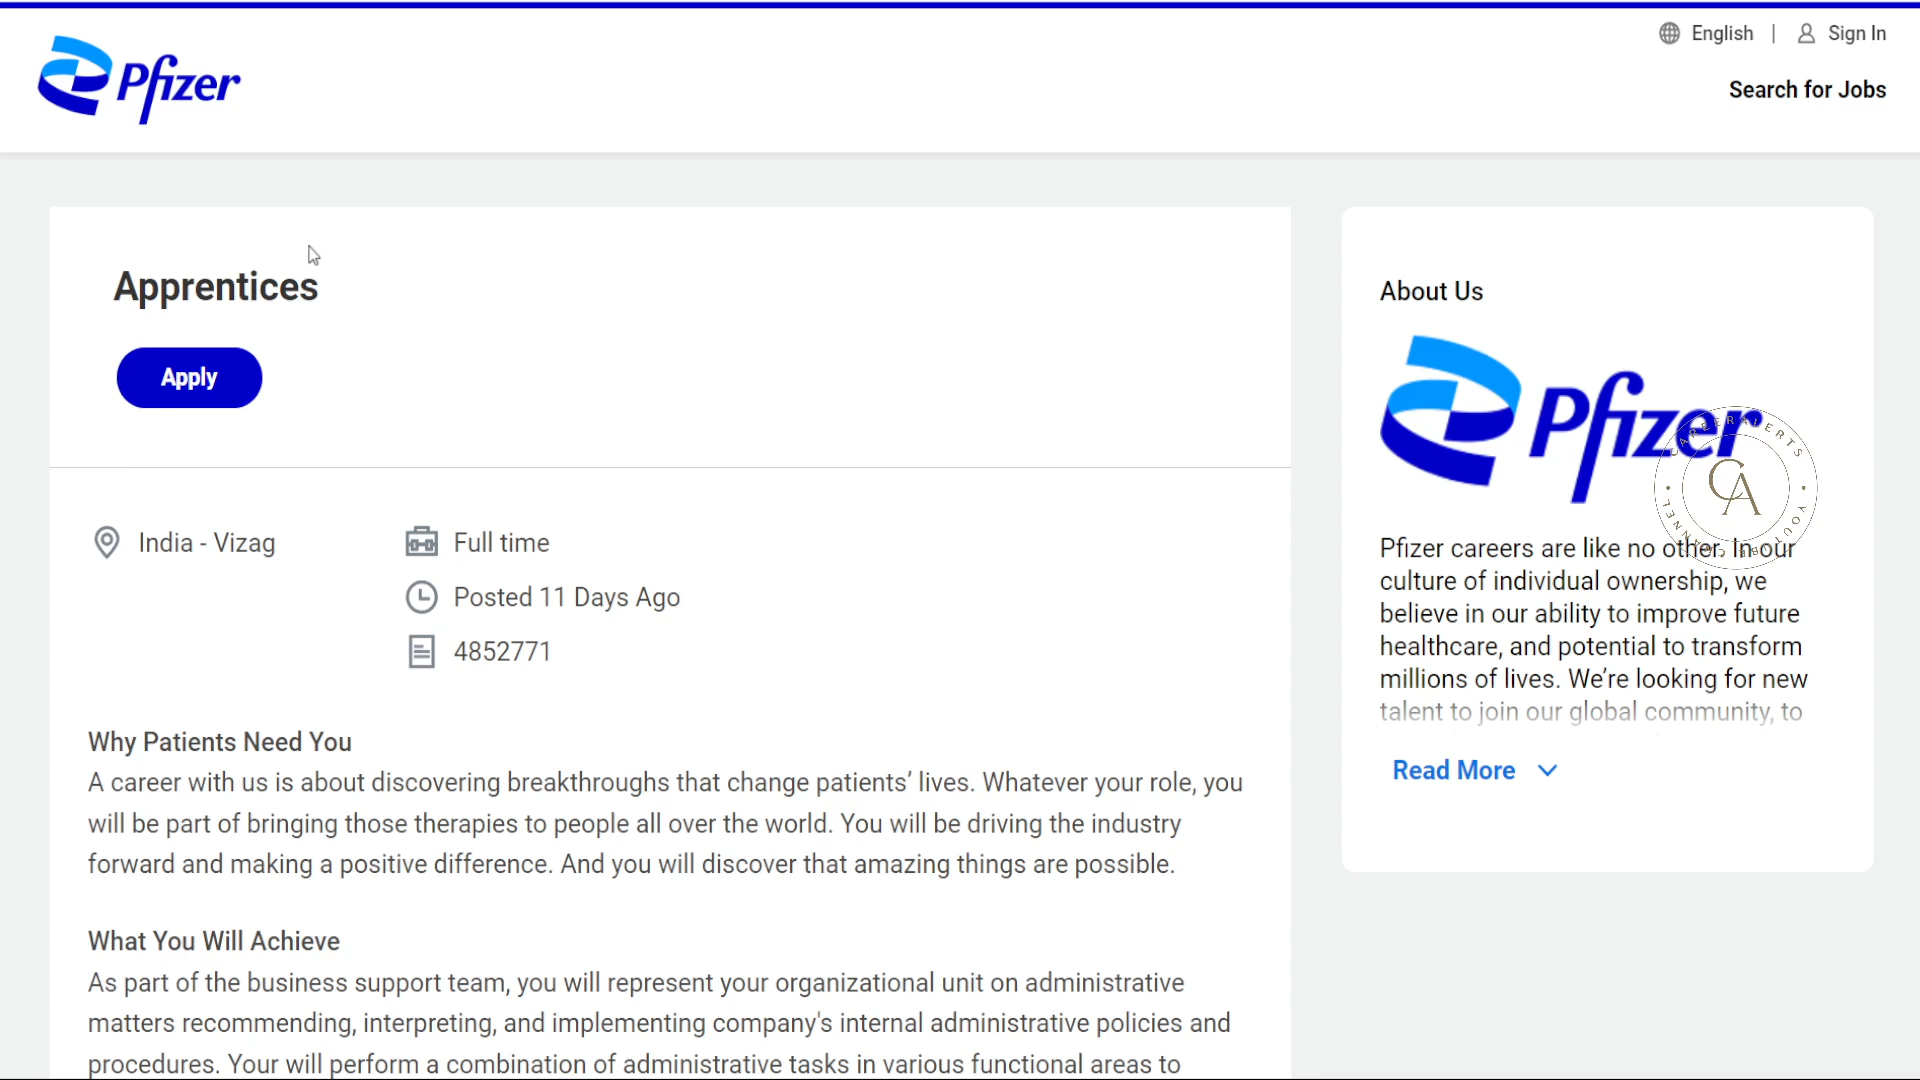 Pfizer
English | Sign In
Search for Jobs
Apprentices
Apply
India - Vizag
Full time
Posted 11 Days Ago
4852771
Why Patients Need You
A career with us is about discovering breakthroughs that change patients’ lives. Whatever your role, you
will be part of bringing those therapies to people all over the world. You will be driving the industry
forward and making a positive difference. And you will discover that amazing things are possible.
What You Will Achieve
As part of the business support team, you will represent your organizational unit on administrative
matters recommending, interpreting, and implementing company's internal administrative policies and
procedures. Your will perform a combination of administrative tasks in various functional areas to
About Us
Pfizer
CAREER ALERTS
CA
YOUTUBE CHANNEL
Pfizer careers are like no other. In our
culture of individual ownership, we
believe in our ability to improve future
healthcare, and potential to transform
millions of lives. We’re looking for new
talent to join our global community, to
Read More